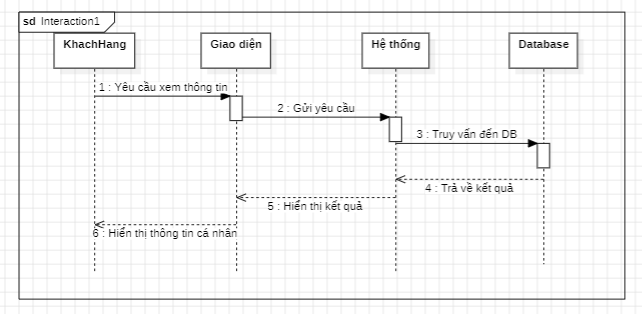 sd Interaction1
KhachHang
Giao diện
Hệ thống
Database
1 : Yêu cầu xem thông tin
2 : Gửi yêu cầu
3 : Truy vấn đến DB
4 : Trả về kết quả
5 : Hiển thị kết quả
6 : Hiển thị thông tin cá nhân